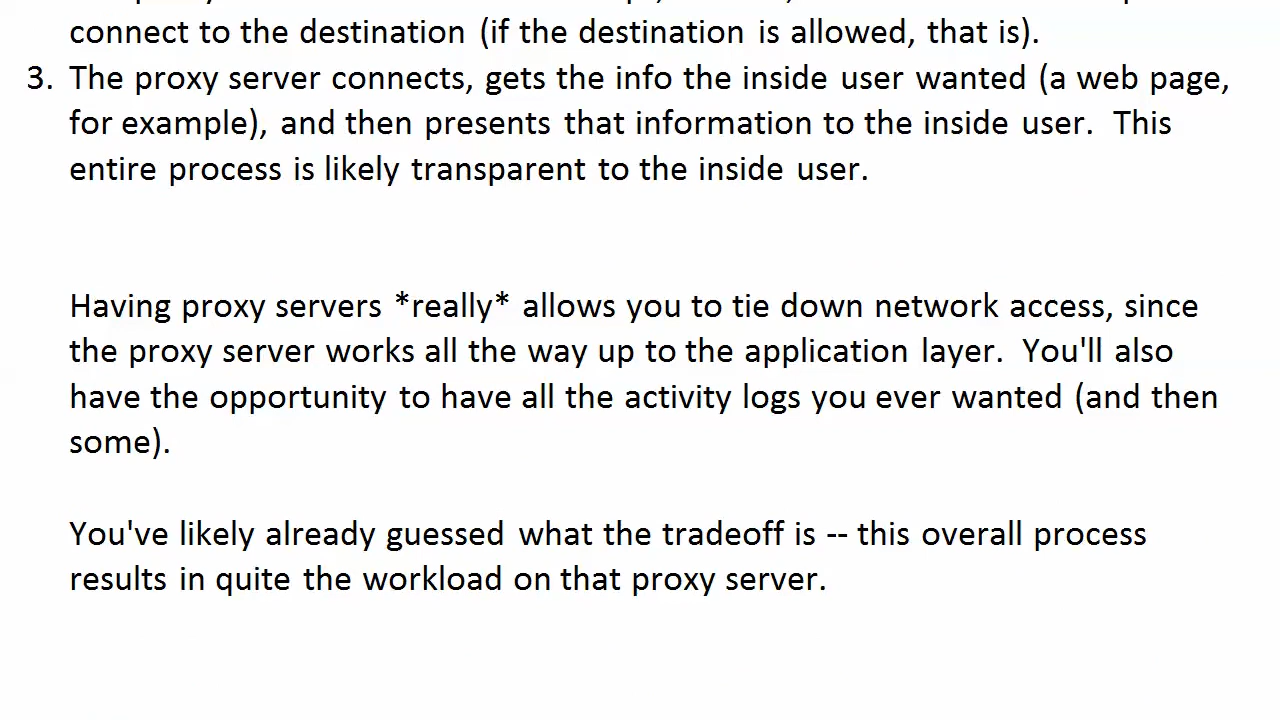 connect to the destination (if the destination is allowed, that is).
3. The proxy server connects, gets the info the inside user wanted (a web page,
for example), and then presents that information to the inside user.  This
entire process is likely transparent to the inside user.
Having proxy servers *really* allows you to tie down network access, since
the proxy server works all the way up to the application layer.  You'll also
have the opportunity to have all the activity logs you ever wanted (and then
some).
You've likely already guessed what the tradeoff is -- this overall process
results in quite the workload on that proxy server.